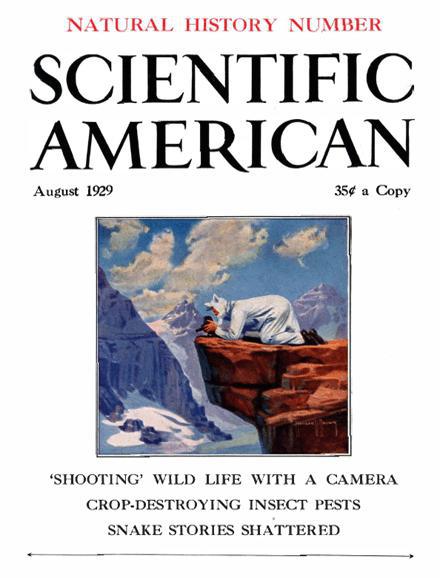 NATURAL HISTORY NUMBER
SCIENTIFIC
AMERICAN
August 1929 35¢ a Copy
'SHOOTING' WILD LIFE WITH A CAMERA
CROP-DESTROYING INSECT PESTS
SNAKE STORIES SHATTERED